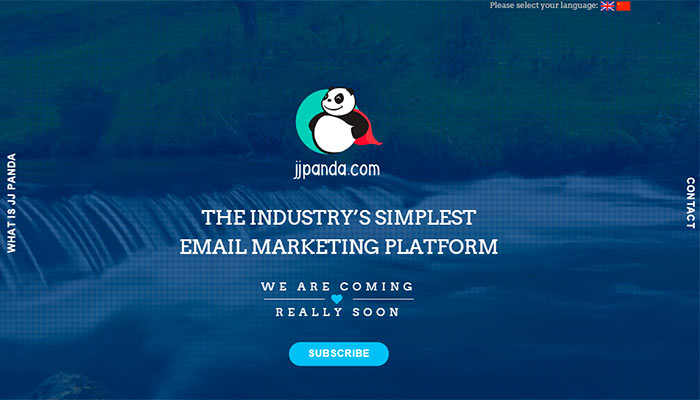 Please select your language:
jjpanda.com
WHAT IS JJ PANDA
CONTACT
THE INDUSTRY'S SIMPLEST
EMAIL MARKETING PLATFORM
WE ARE COMING
REALLY SOON
SUBSCRIBE